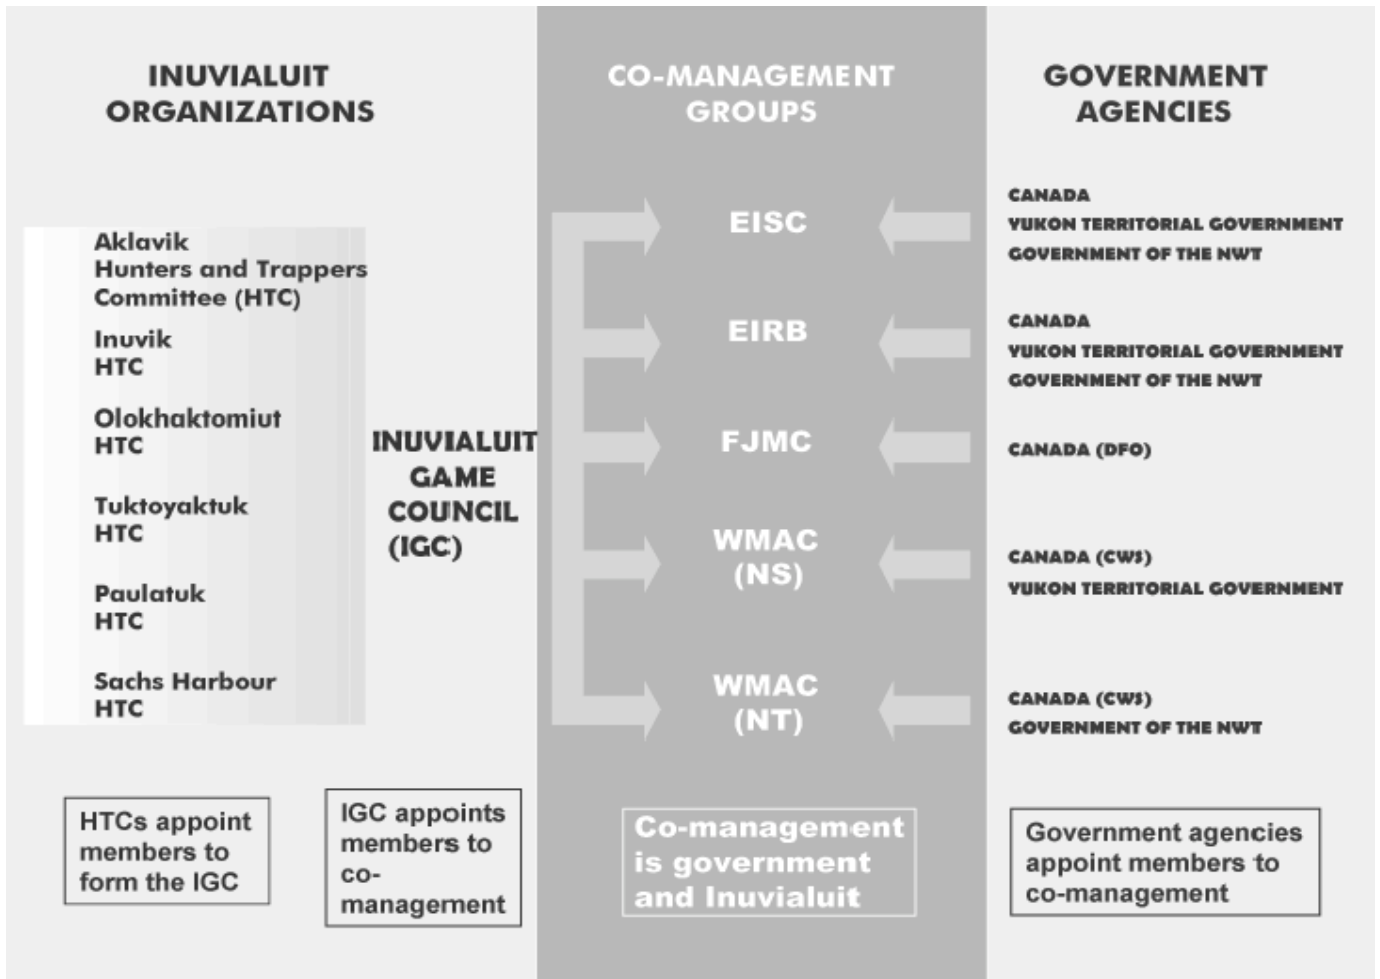 INUVIALUIT
ORGANIZATIONS
Aklavik
Hunters and Trappers
Committee (HTC)
Inuvik
HTC
Olokhaktomiut
HTC
Tuktoyaktuk
HTC
Paulatuk
HTC
Sachs Harbour
HTC
INUVIALUIT
GAME
COUNCIL
(IGC)
HTCs appoint
members to
form the IGC
IGC appoints
members to
co-
management
CO-MANAGEMENT
GROUPS
EISC
EIRB
FJMC
WMAC
(NS)
WMAC
(NT)
Co-management
is government
and Inuvialuit
GOVERNMENT
AGENCIES
CANADA
YUKON TERRITORIAL GOVERNMENT
GOVERNMENT OF THE NWT
CANADA
YUKON TERRITORIAL GOVERNMENT
GOVERNMENT OF THE NWT
CANADA (DFO)
CANADA (CWS)
YUKON TERRITORIAL GOVERNMENT
CANADA (CWS)
GOVERNMENT OF THE NWT
Government agencies
appoint members to
co-management